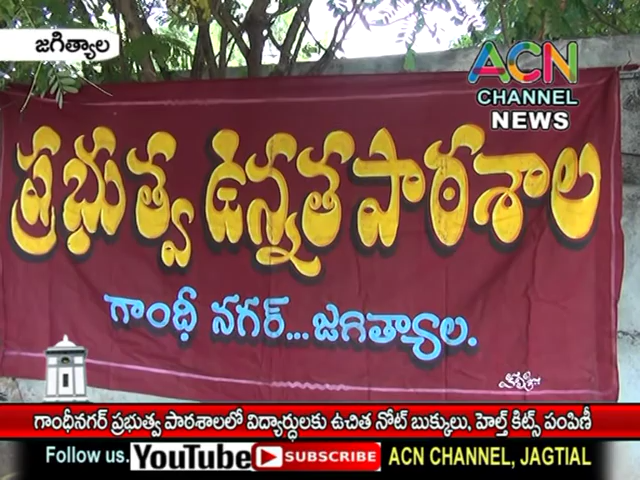 జగిత్యాల
ACN
CHANNEL
NEWS
ప్రభుత్వ డిన్నత పాఠశాల
గాంధీ నగర్... జగిత్యాల.
గాంధీనగర్ ప్రభుత్వ పాఠశాలలో విద్యార్ధులకు ఉచిత నోట్ బుక్కులు, హెల్త్ కిట్స్ పంపిణీ
Follow us. YouTube SUBSCRIBE ACN CHANNEL, JAGTIAL